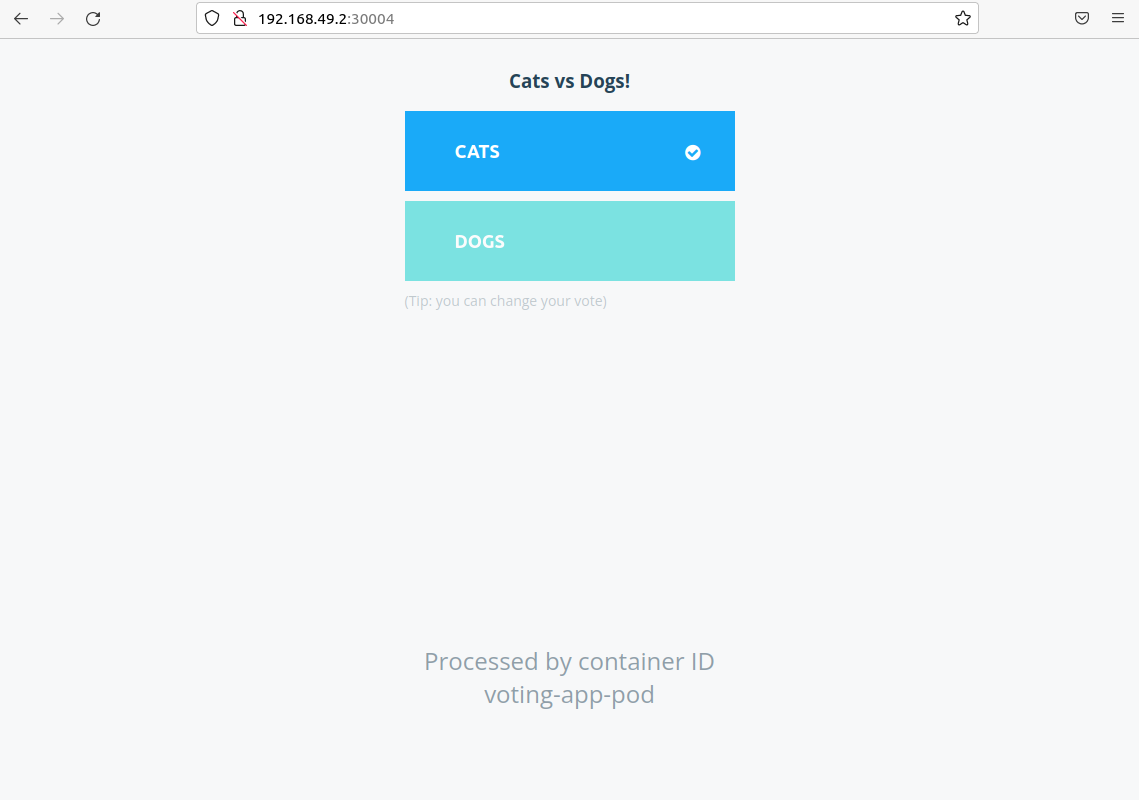 192.168.49.2:30004
Cats vs Dogs!
CATS
DOGS
(Tip: you can change your vote)
Processed by container ID
voting-app-pod